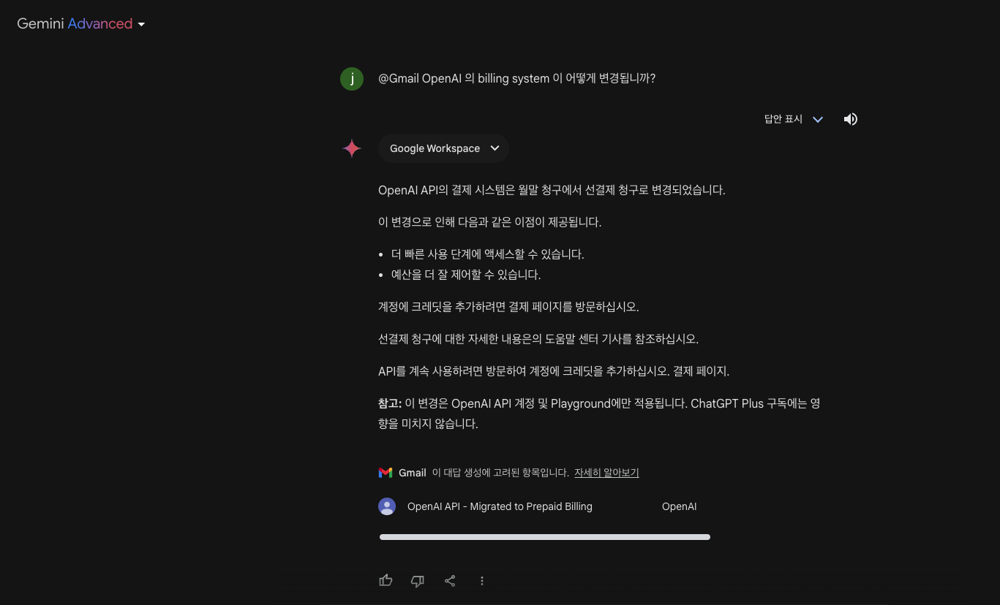 Gemini Advanced
j
@Gmail OpenAI 의 billing system 이 어떻게 변경됩니까?
답안 표시
Google Workspace
OpenAI API의 결제 시스템은 월말 청구에서 선결제 청구로 변경되었습니다.
이 변경으로 인해 다음과 같은 이점이 제공됩니다.
• 더 빠른 사용 단계에 액세스할 수 있습니다.
• 예산을 더 잘 제어할 수 있습니다.
계정에 크레딧을 추가하려면 결제 페이지를 방문하십시오.
선결제 청구에 대한 자세한 내용은의 도움말 센터 기사를 참조하십시오.
API를 계속 사용하려면 방문하여 계정에 크레딧을 추가하십시오. 결제 페이지.
참고: 이 변경은 OpenAI API 계정 및 Playground에만 적용됩니다. ChatGPT Plus 구독에는 영
향을 미치지 않습니다.
Gmail 이 대답 생성에 고려된 항목입니다. 자세히 알아보기
OpenAI API - Migrated to Prepaid Billing OpenAI